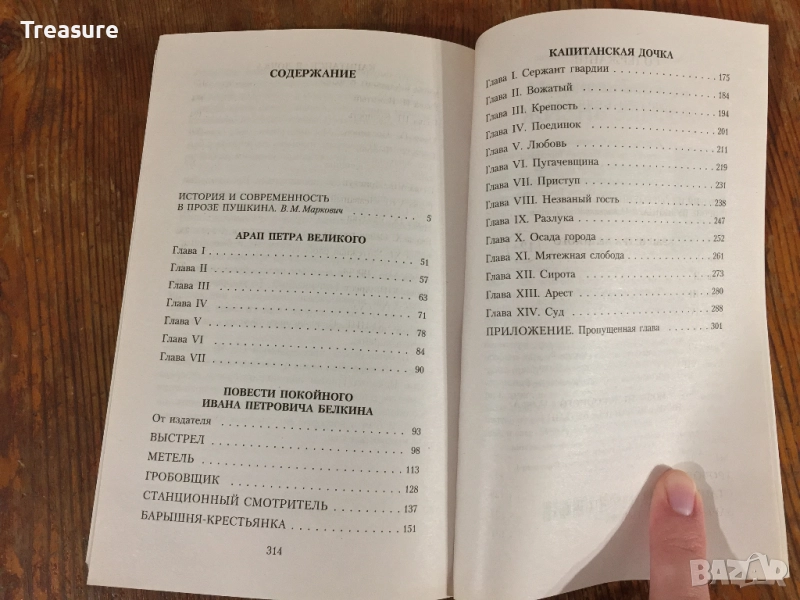 Treasure
СОДЕРЖАНИЕ
ИСТОРИЯ И СОВРЕМЕННОСТЬ
В ПРОЗЕ ПУШКИНА. В. М. Маркович . . . . . . . . 5
АРАП ПЕТРА ВЕЛИКОГО
Глава I . . . . . . . . 51
Глава II . . . . . . . . 57
Глава III . . . . . . . . 63
Глава IV . . . . . . . . 71
Глава V . . . . . . . . 78
Глава VI . . . . . . . . 84
Глава VII . . . . . . . . 90
ПОВЕСТИ ПОКОЙНОГО
ИВАНА ПЕТРОВИЧА БЕЛКИНА
От издателя . . . . . . . . 93
ВЫСТРЕЛ . . . . . . . . 98
МЕТЕЛЬ . . . . . . . . 113
ГРОБОВЩИК . . . . . . . . 128
СТАНЦИОННЫЙ СМОТРИТЕЛЬ . . . . . . . . 137
БАРЫШНЯ-КРЕСТЬЯНКА . . . . . . . . 151
314
КАПИТАНСКАЯ ДОЧКА
Глава I. Сержант гвардии . . . . . . . . 175
Глава II. Вожатый . . . . . . . . 184
Глава III. Крепость . . . . . . . . 194
Глава IV. Поединок . . . . . . . . 201
Глава V. Любовь . . . . . . . . 211
Глава VI. Пугачевщина . . . . . . . . 219
Глава VII. Приступ . . . . . . . . 231
Глава VIII. Незваный гость . . . . . . . . 238
Глава IX. Разлука . . . . . . . . 247
Глава X. Осада города . . . . . . . . 252
Глава XI. Мятежная слобода . . . . . . . . 261
Глава XII. Сирота . . . . . . . . 273
Глава XIII. Арест . . . . . . . . 280
Глава XIV. Суд . . . . . . . . 288
ПРИЛОЖЕНИЕ. Пропущенная глава . . . . . . . . 301
BAZAR